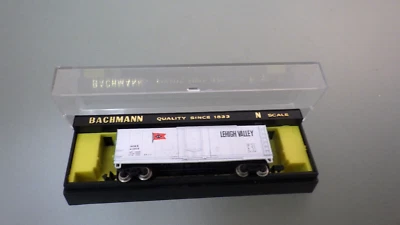 BACHMANN
BACHMANN QUALITY SINCE 1833 N SCALE
LEHIGH VALLEY